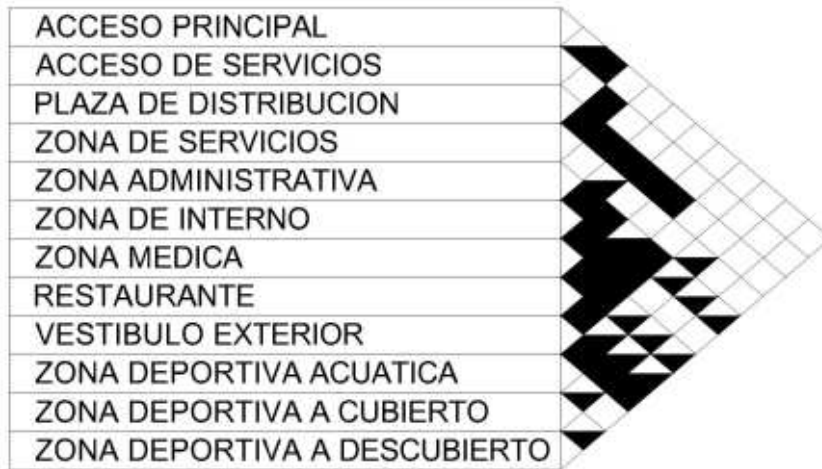 ACCESO PRINCIPAL
ACCESO DE SERVICIOS
PLAZA DE DISTRIBUCION
ZONA DE SERVICIOS
ZONA ADMINISTRATIVA
ZONA DE INTERNO
ZONA MEDICA
RESTAURANTE
VESTIBULO EXTERIOR
ZONA DEPORTIVA ACUATICA
ZONA DEPORTIVA A CUBIERTO
ZONA DEPORTIVA A DESCUBIERTO